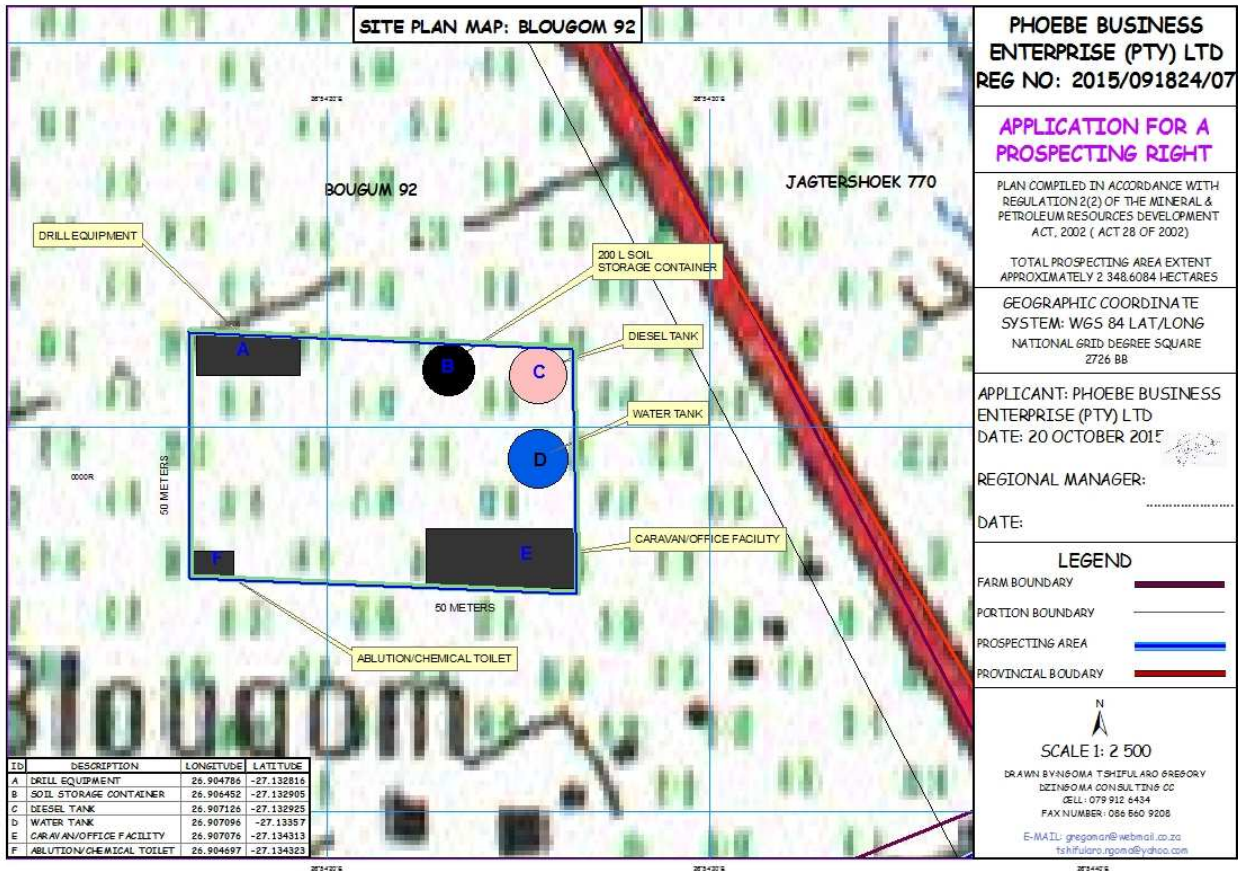 SITE PLAN MAP: BLOUGOM 92
BOUGUM 92
JAGTERSHOEK 770
DRILL EQUIPMENT
200 L SOIL
STORAGE CONTAINER
DIESEL TANK
WATER TANK
CARAVAN/OFFICE FACILITY
ABLUTION/CHEMICAL TOILET
A
B
C
D
E
F
50 METERS
50 METERS
Blougom
ID DESCRIPTION LONGITUDE LATITUDE
A DRILL EQUIPMENT 26.904786 -27.132816
B SOIL STORAGE CONTAINER 26.906452 -27.132905
C DIESEL TANK 26.907126 -27.132925
D WATER TANK 26.907096 -27.13357
E CARAVAN/OFFICE FACILITY 26.907076 -27.134313
F ABLUTION/CHEMICAL TOILET 26.904697 -27.134323
PHOEBE BUSINESS
ENTERPRISE (PTY) LTD
REG NO: 2015/091824/07
APPLICATION FOR A
PROSPECTING RIGHT
PLAN COMPILED IN ACCORDANCE WITH
REGULATION 2(2) OF THE MINERAL &
PETROLEUM RESOURCES DEVELOPMENT
ACT, 2002 ( ACT 28 OF 2002)
TOTAL PROSPECTING AREA EXTENT
APPROXIMATELY 2 348.6084 HECTARES
GEOGRAPHIC COORDINATE
SYSTEM: WGS 84 LAT/LONG
NATIONAL GRID DEGREE SQUARE
2726 BB
APPLICANT: PHOEBE BUSINESS
ENTERPRISE (PTY) LTD
DATE: 20 OCTOBER 2015
REGIONAL MANAGER:
DATE:
LEGEND
FARM BOUNDARY
PORTION BOUNDARY
PROSPECTING AREA
PROVINCIAL BOUDARY
N
SCALE 1: 2 500
DRAWN BY:NGOMA TSHIFULARO GREGORY
DZINGOMA CONSULTING CC
CELL: 079 912 6434
FAX NUMBER: 086 560 9208
E-MAIL: gregoman@webmail.co.za
tshifularo.ngoma@yahoo.com